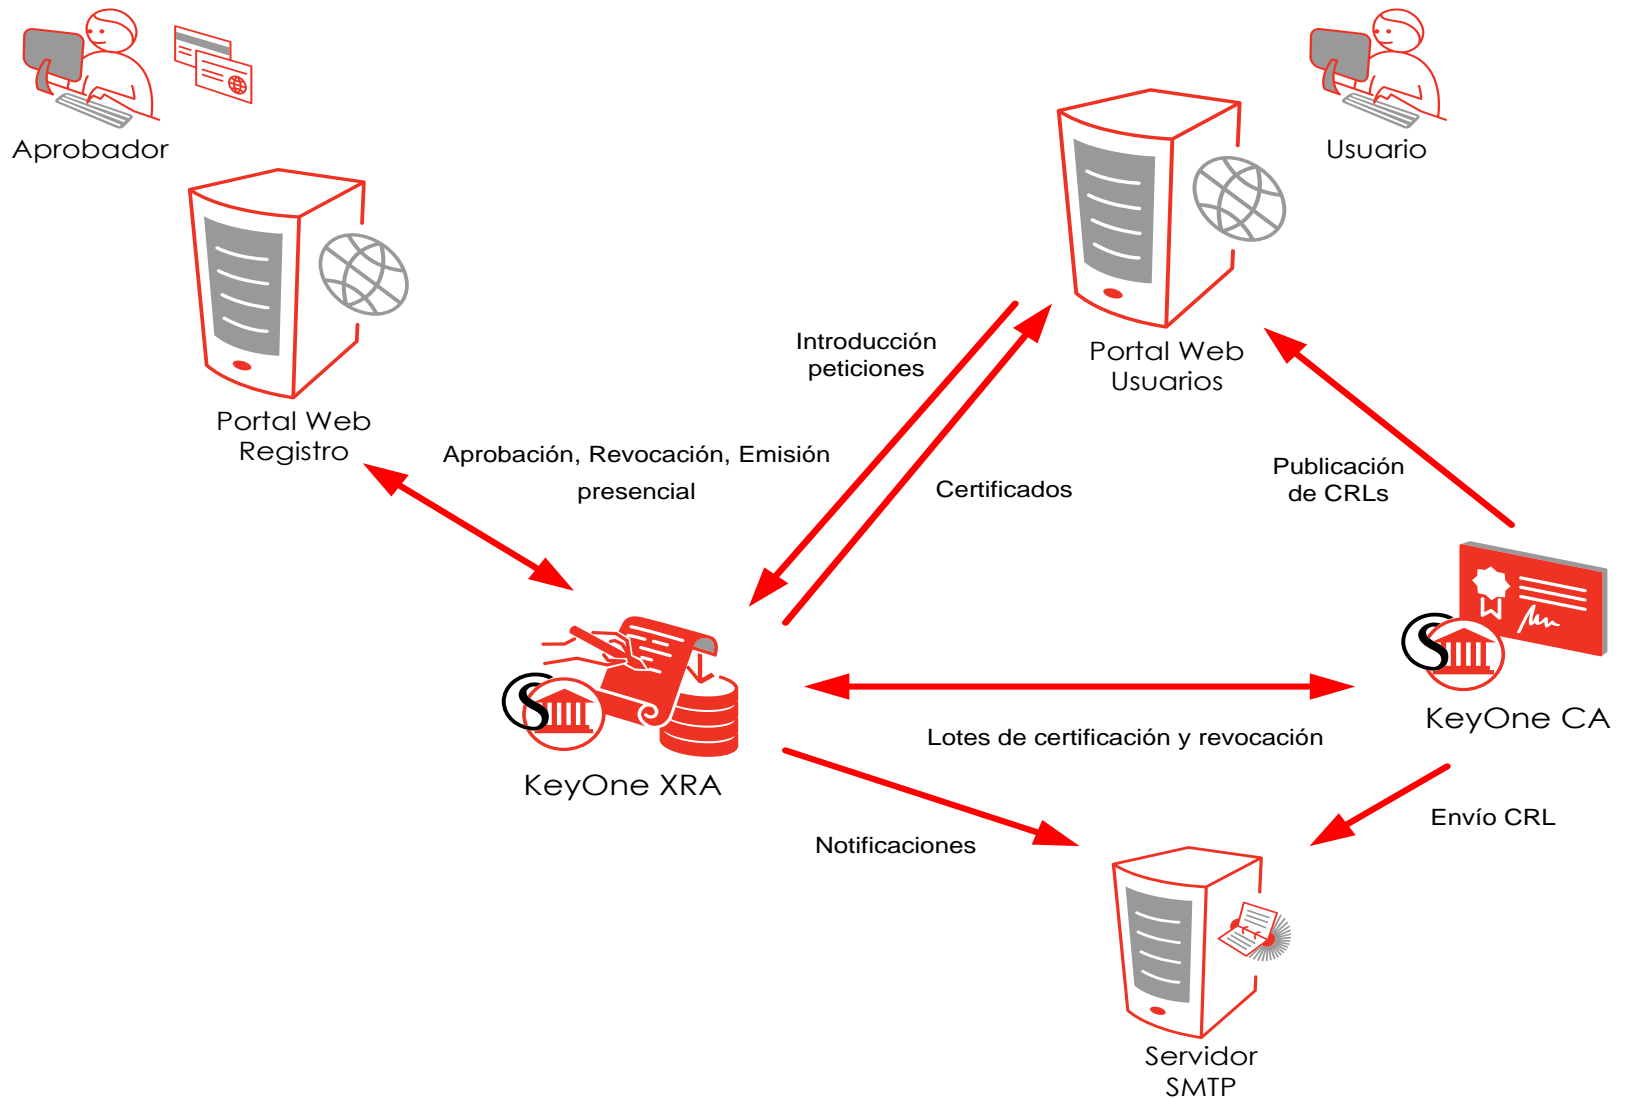 Aprobador
Usuario
Introducción
peticiones
Portal Web
Usuarios
Portal Web
Registro
Aprobación, Revocación, Emisión
presencial
Certificados
Publicación
de CRLs
KeyOne CA
Lotes de certificación y revocación
KeyOne XRA
Envío CRL
Notificaciones
Servidor
SMTP